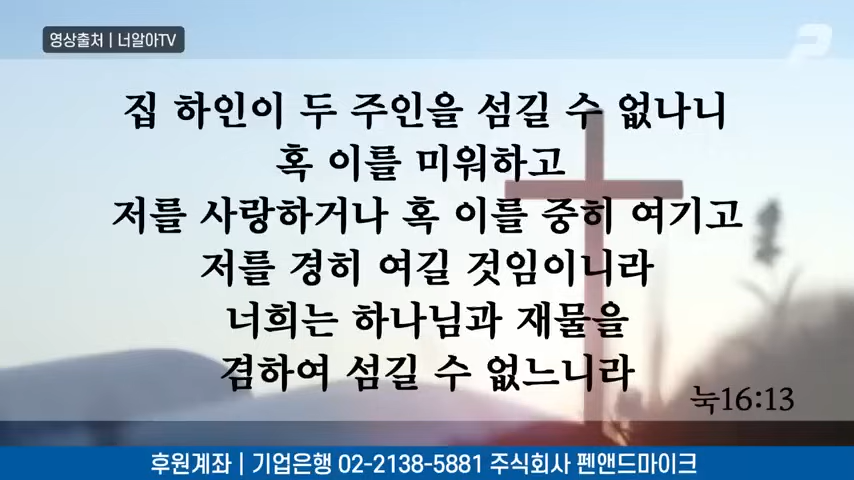 영상출처 | 너알아TV
집 하인이 두 주인을 섬길 수 없나니
혹 이를 미워하고
저를 사랑하거나 혹 이를 중히 여기고
저를 경히 여길 것임이니라
너희는 하나님과 재물을
겸하여 섬길 수 없느니라
눅16:13
후원계좌 | 기업은행 02-2138-5881 주식회사 펜앤드마이크